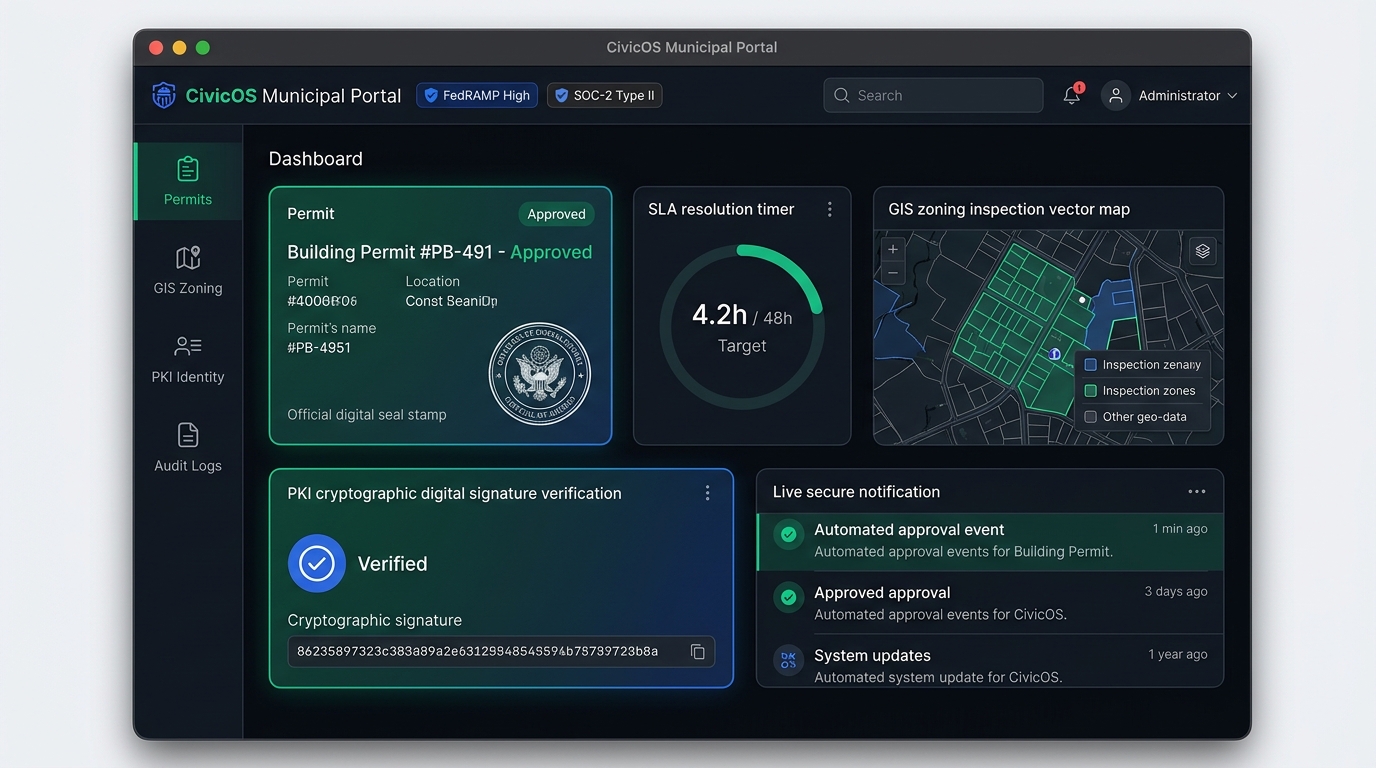 CivicOS Municipal Portal
CivicOS Municipal Portal
FedRAMP High
SOC-2 Type II
Search
1
Administrator
Permits
GIS Zoning
PKI Identity
Audit Logs
Dashboard
Permit
Approved
Building Permit #PB-491 - Approved
Permit
Location
Const
Permit's name
#PB-4951
Official digital seal stamp
SLA resolution timer
4.2h / 48h
Target
GIS zoning inspection vector map
+
−
Inspection
Inspection zones
Other geo-data
PKI cryptographic digital signature verification
Verified
Cryptographic signature
Live secure notification
Automated approval event
1 min ago
Automated approval events for Building Permit.
Approved approval
3 days ago
Automated approval events for CivicOS.
System updates
1 year ago
Automated system update for CivicOS.